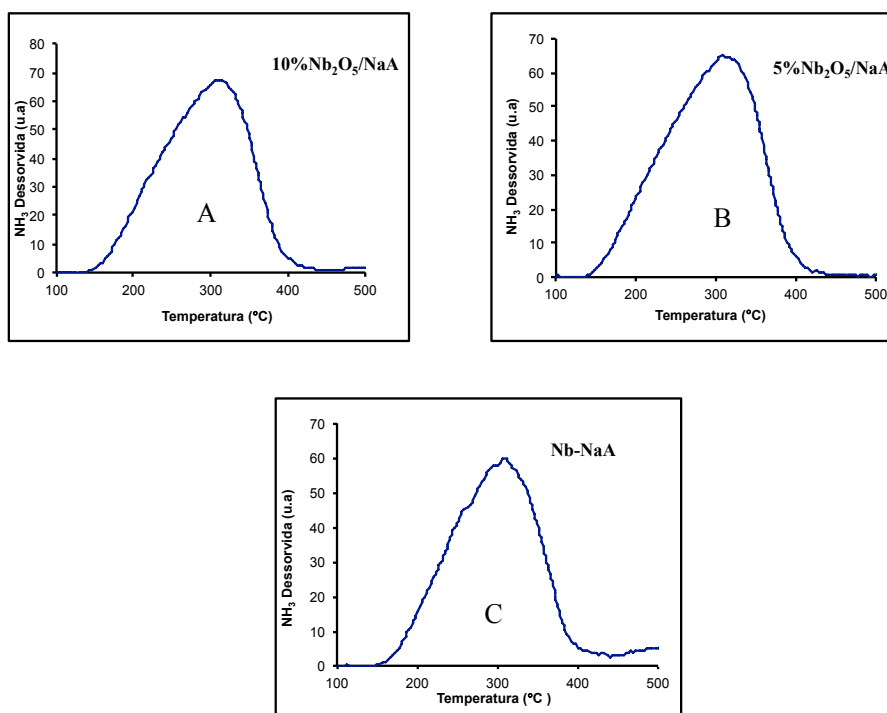 10%Nb₂O₅/NaA
NH₃ Dessorvida (u.a)
80
70
60
50
40
30
20
10
0
A
100 200 300 400 500
Temperatura (ºC)
5%Nb₂O₅/NaA
NH₃ Dessorvida (u.a)
70
60
50
40
30
20
10
0
B
100 200 300 400 500
Temperatura (ºC)
Nb-NaA
NH₃ Dessorvida (u.a)
70
60
50
40
30
20
10
0
C
100 200 300 400 500
Temperatura (ºC )